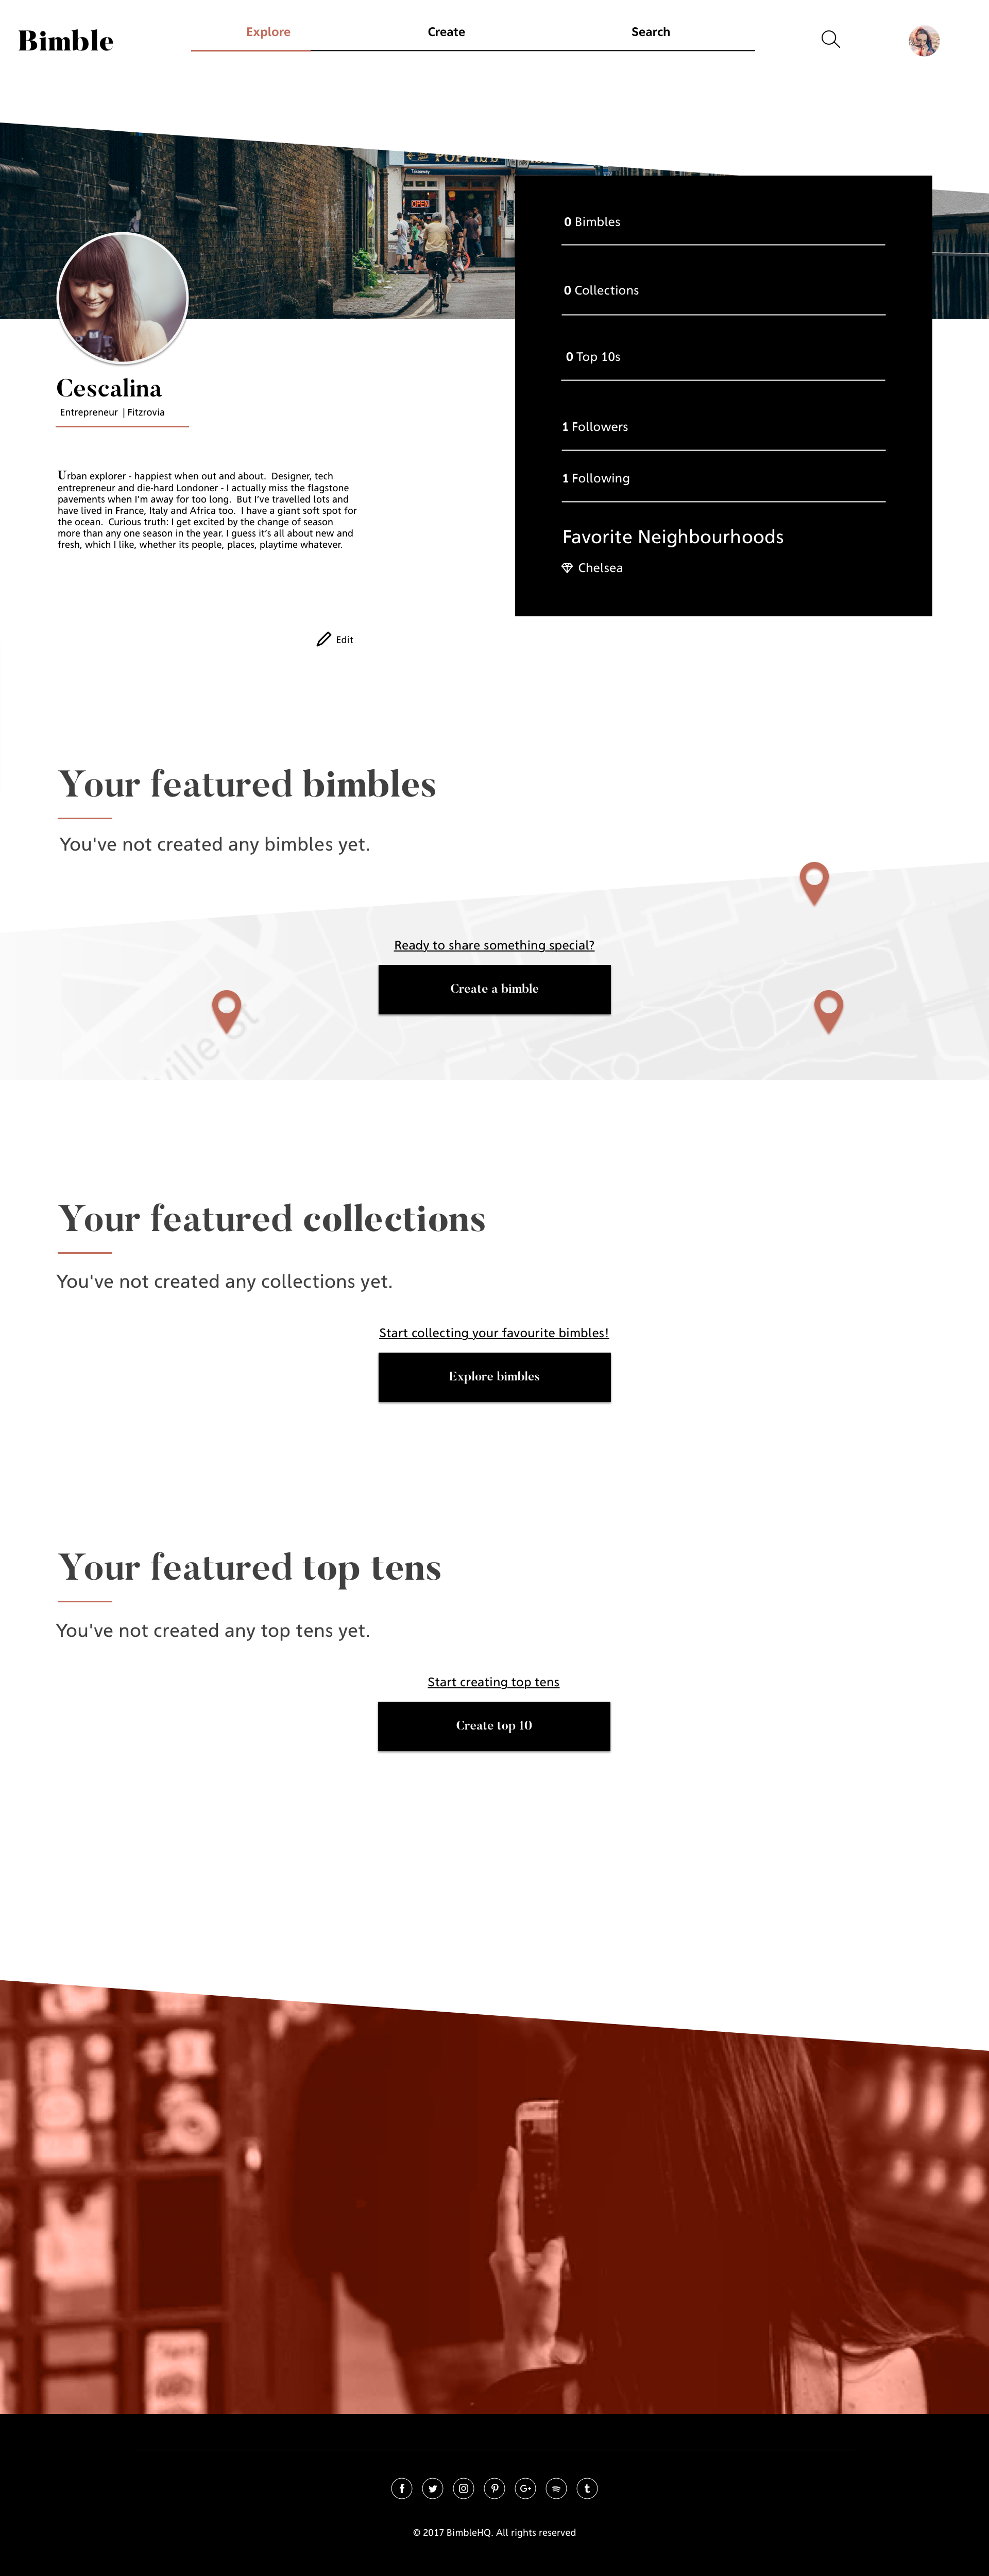 Bimble
Explore
Create
Search
POPPIE'S
Takeaway
OPEN
0 Bimbles
0 Collections
0 Top 10s
1 Followers
1 Following
Favorite Neighbourhoods
Chelsea
Cescalina
Entrepreneur | Fitzrovia
Urban explorer - happiest when out and about. Designer, tech
entrepreneur and die-hard Londoner - I actually miss the flagstone
pavements when I'm away for too long. But I've travelled lots and
have lived in France, Italy and Africa too. I have a giant soft spot for
the ocean. Curious truth: I get excited by the change of season
more than any one season in the year. I guess it's all about new and
fresh, which I like, whether its people, places, playtime whatever.
Edit
Your featured bimbles
You've not created any bimbles yet.
Ready to share something special?
Create a bimble
ville St
Your featured collections
You've not created any collections yet.
Start collecting your favourite bimbles!
Explore bimbles
Your featured top tens
You've not created any top tens yet.
Start creating top tens
Create top 10
© 2017 BimbleHQ. All rights reserved